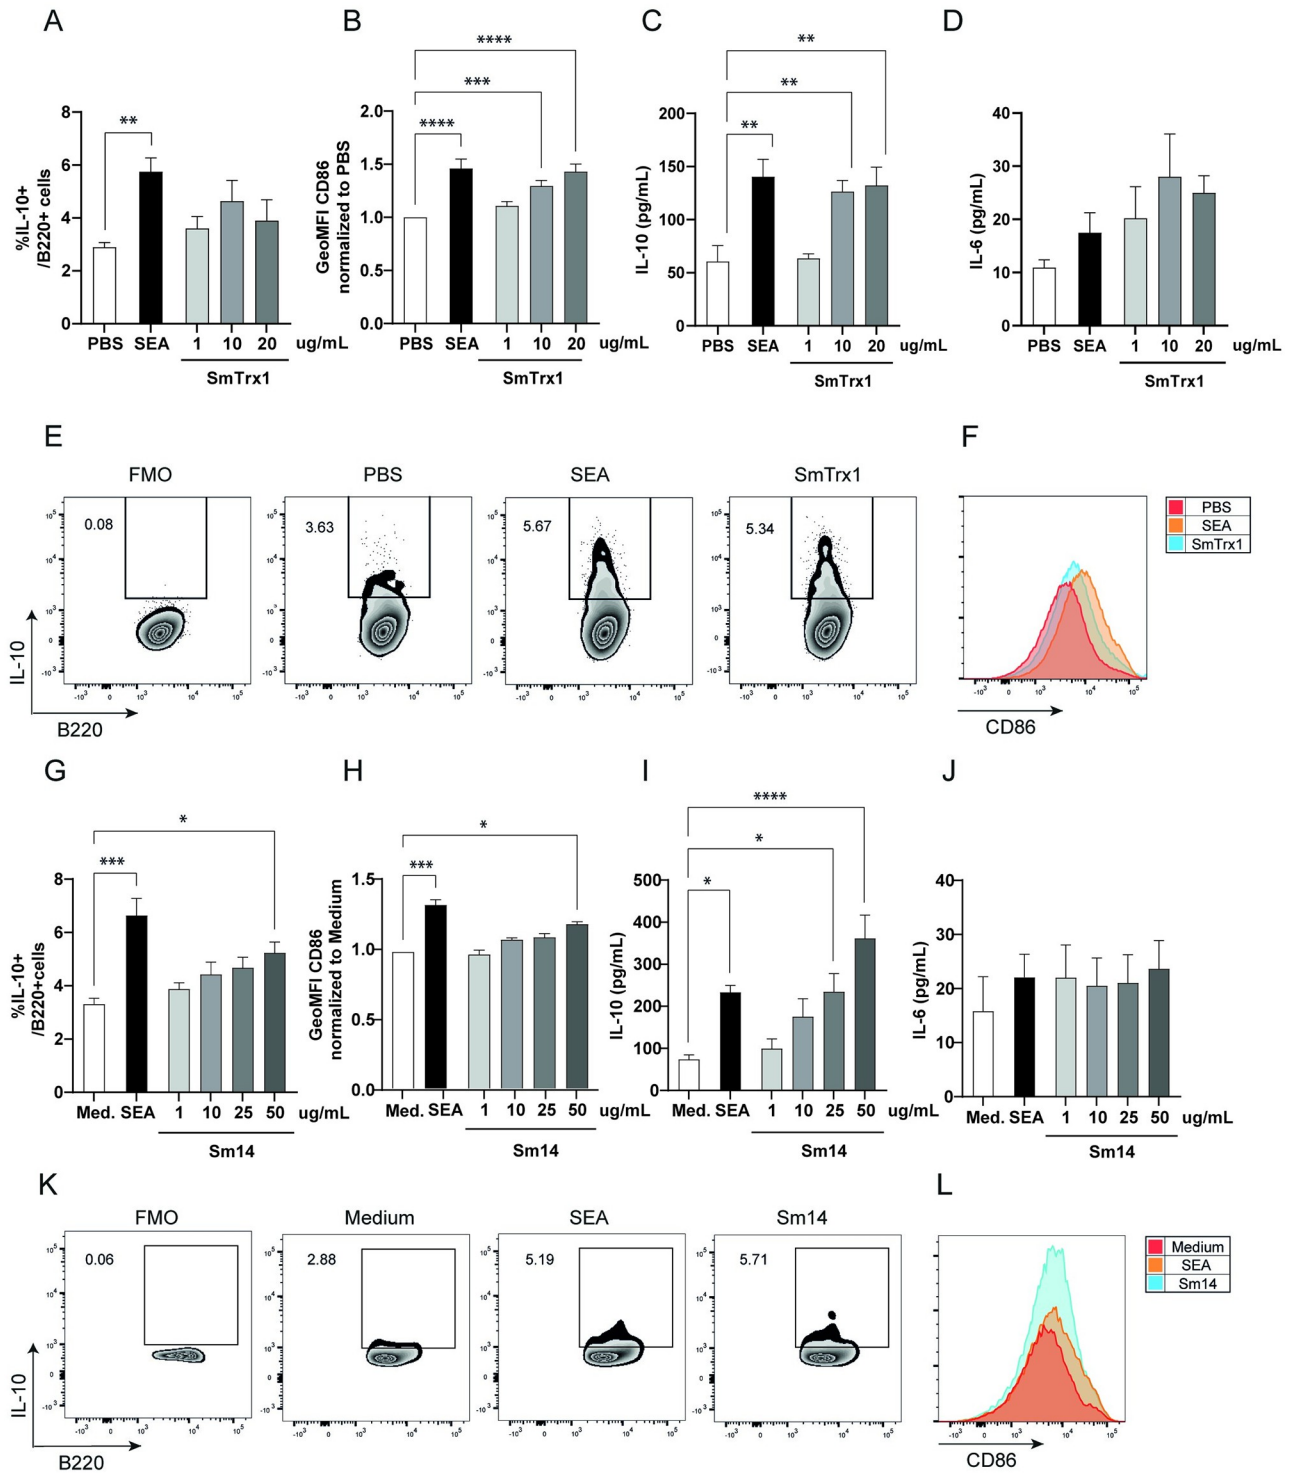 A
B
C
D
**
****
***
****
**
**
**
%IL-10+
/B220+ cells
8
6
4
2
0
PBS SEA 1 10 20 ug/mL
SmTrx1
GeoMFI CD86
normalized to PBS
2.0
1.5
1.0
0.5
0.0
PBS SEA 1 10 20 ug/mL
SmTrx1
IL-10 (pg/mL)
200
150
100
50
0
PBS SEA 1 10 20 ug/mL
SmTrx1
IL-6 (pg/mL)
40
30
20
10
0
PBS SEA 1 10 20 ug/mL
SmTrx1
E
F
FMO
PBS
SEA
SmTrx1
0.08
3.63
5.67
5.34
IL-10
B220
PBS
SEA
SmTrx1
CD86
G
H
I
J
*
***
*
***
****
*
*
%IL-10+
/B220+cells
8
6
4
2
0
Med. SEA 1 10 25 50 ug/mL
Sm14
GeoMFI CD86
normalized to Medium
1.5
1.0
0.5
0.0
Med. SEA 1 10 25 50 ug/mL
Sm14
IL-10 (pg/mL)
500
400
300
200
100
0
Med. SEA 1 10 25 50 ug/mL
Sm14
IL-6 (pg/mL)
40
30
20
10
0
Med. SEA 1 10 25 50 ug/mL
Sm14
K
L
FMO
Medium
SEA
Sm14
0.06
2.88
5.19
5.71
IL-10
B220
Medium
SEA
Sm14
CD86